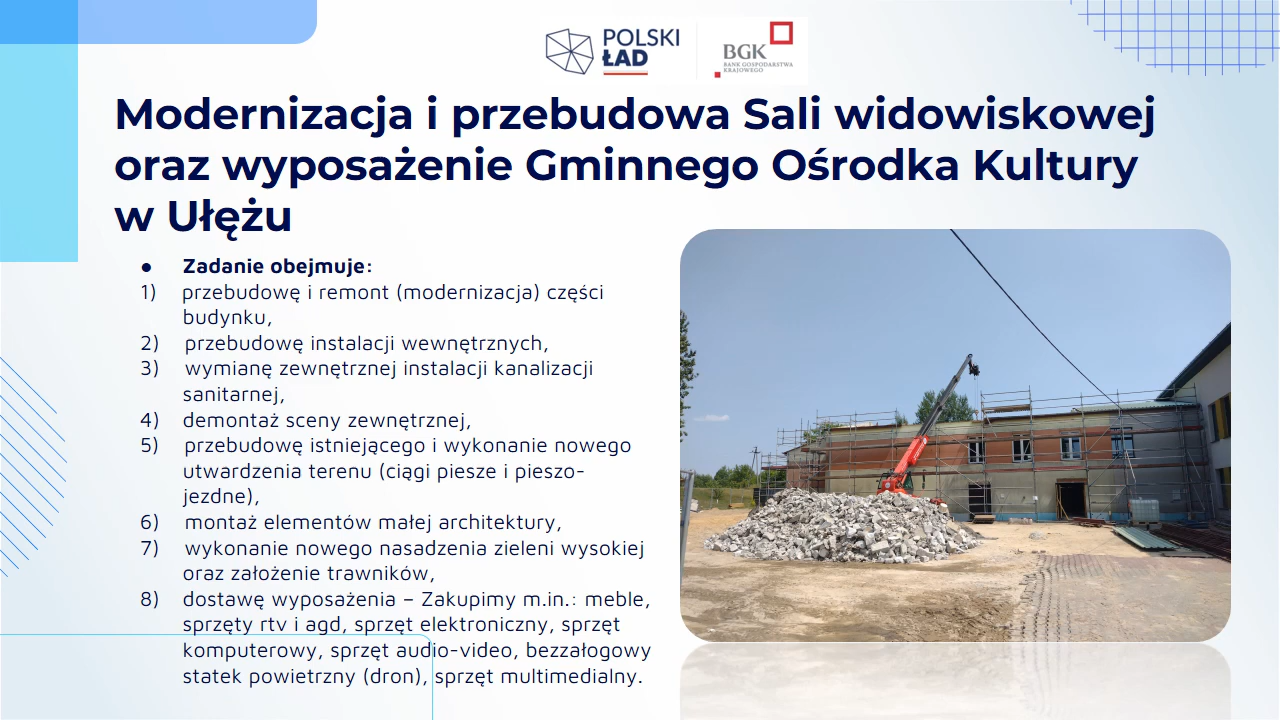 POLSKI
ŁAD
BGK
BANK GOSPODARSTWA
KRAJOWEGO
Modernizacja i przebudowa Sali widowiskowej
oraz wyposażenie Gminnego Ośrodka Kultury
w Ułężu
● Zadanie obejmuje:
1) przebudowę i remont (modernizacja) części
budynku,
2) przebudowę instalacji wewnętrznych,
3) wymianę zewnętrznej instalacji kanalizacji
sanitarnej,
4) demontaż sceny zewnętrznej,
5) przebudowę istniejącego i wykonanie nowego
utwardzenia terenu (ciągi piesze i pieszo-
jezdne),
6) montaż elementów małej architektury,
7) wykonanie nowego nasadzenia zieleni wysokiej
oraz założenie trawników,
8) dostawę wyposażenia – Zakupimy m.in.: meble,
sprzęty rtv i agd, sprzęt elektroniczny, sprzęt
komputerowy, sprzęt audio-video, bezzałogowy
statek powietrzny (dron), sprzęt multimedialny.